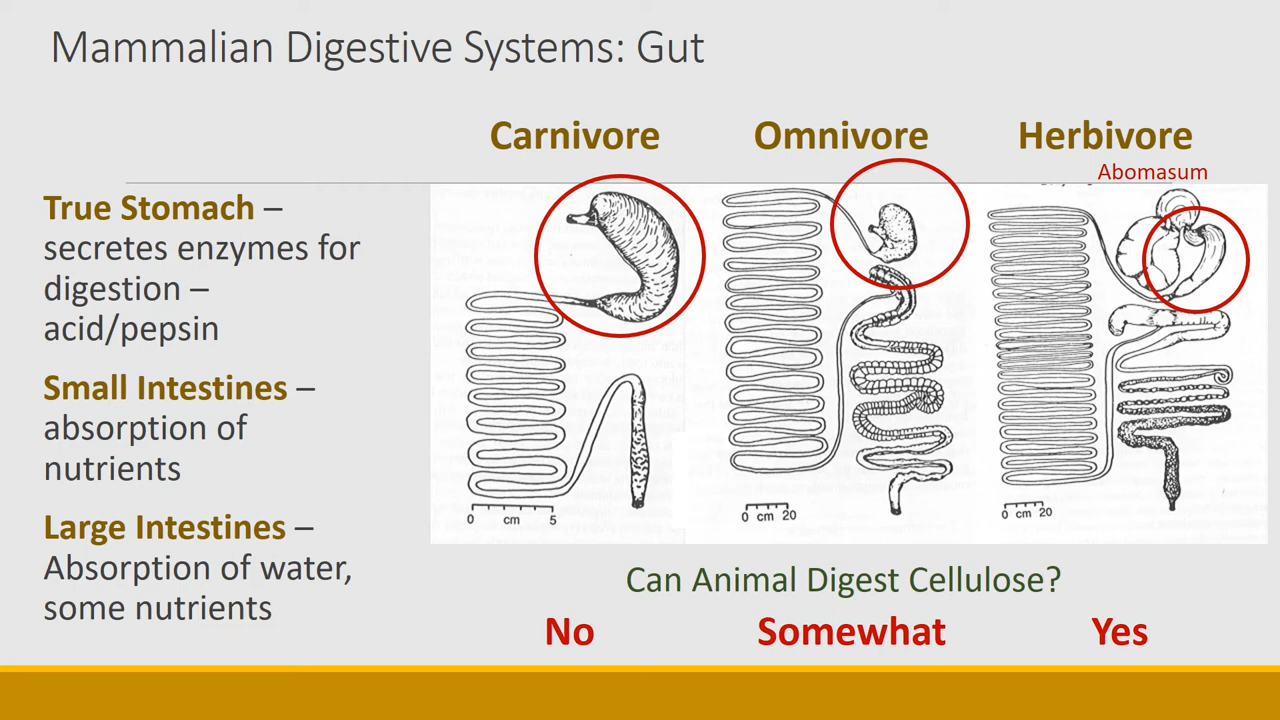 Mammalian Digestive Systems: Gut
Carnivore
Omnivore
Herbivore
Abomasum
True Stomach –
secretes enzymes for
digestion –
acid/pepsin
Small Intestines –
absorption of
nutrients
Large Intestines –
Absorption of water,
some nutrients
0 cm 5
0 cm 20
0 cm 20
Can Animal Digest Cellulose?
No
Somewhat
Yes